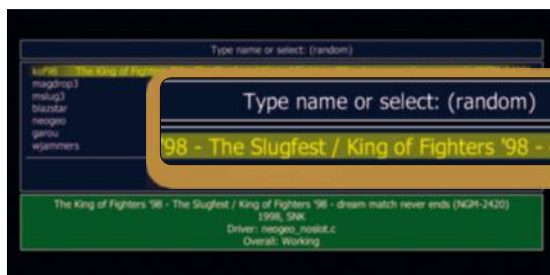 Type name or select: (random)
kof98 The King of Fighters
magdrop3
mslug3
blazstar
neogeo
garou
wjammers
Type name or select: (random)
'98 - The Slugfest / King of Fighters '98 -
The King of Fighters '98 - The Slugfest / King of Fighters '98 - dream match never ends (NGM-2420)
1998, SNK
Driver: neogeo_noslot.c
Overall: Working